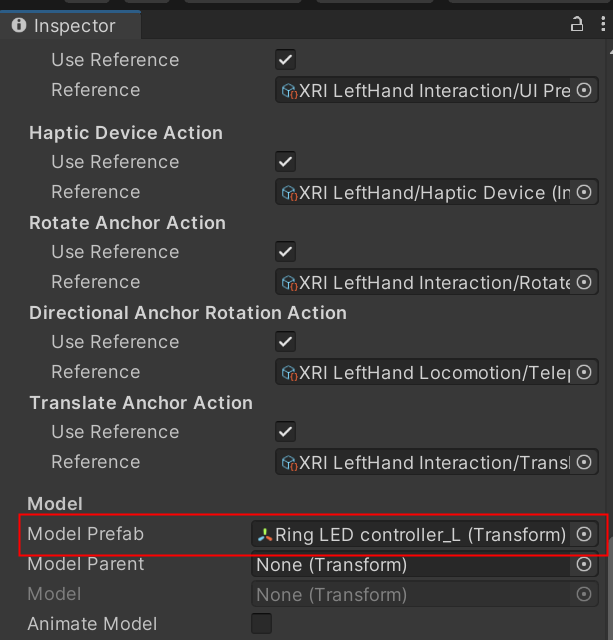 Inspector
Use Reference
Reference XRI LeftHand Interaction/UI Pre
Haptic Device Action
Use Reference
Reference XRI LeftHand/Haptic Device (In
Rotate Anchor Action
Use Reference
Reference XRI LeftHand Interaction/Rotate
Directional Anchor Rotation Action
Use Reference
Reference XRI LeftHand Locomotion/Telep
Translate Anchor Action
Use Reference
Reference XRI LeftHand Interaction/Transl
Model
Model Prefab Ring LED controller_L (Transform)
Model Parent None (Transform)
Model None (Transform)
Animate Model